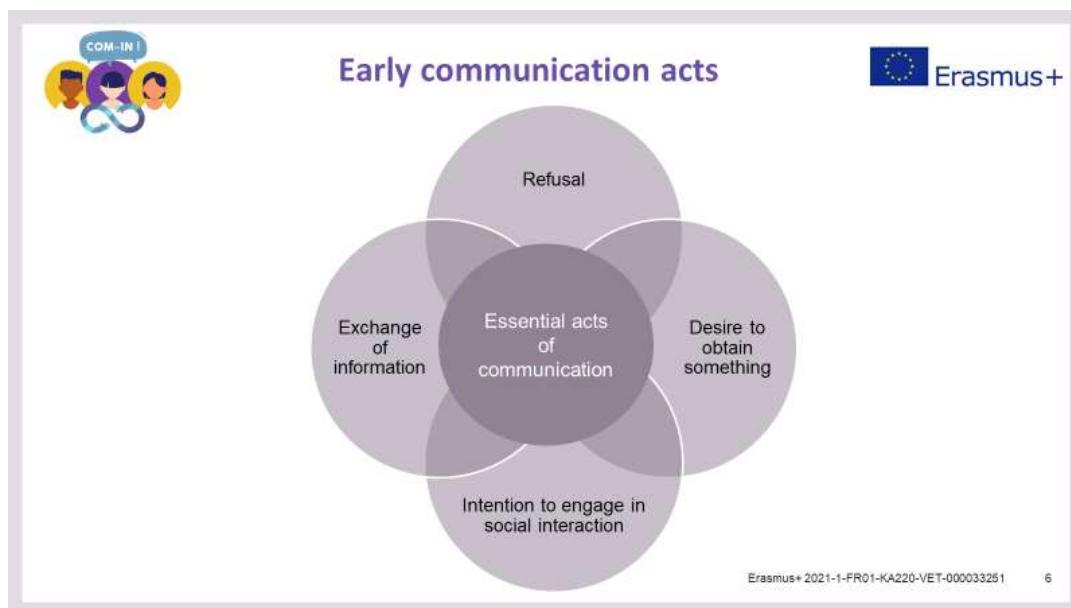 COM-IN !
Early communication acts
Erasmus+
Refusal
Exchange
of
information
Essential acts
of
communication
Desire to
obtain
something
Intention to engage in
social interaction
Erasmus+ 2021-1-FR01-KA220-VET-000033251
6